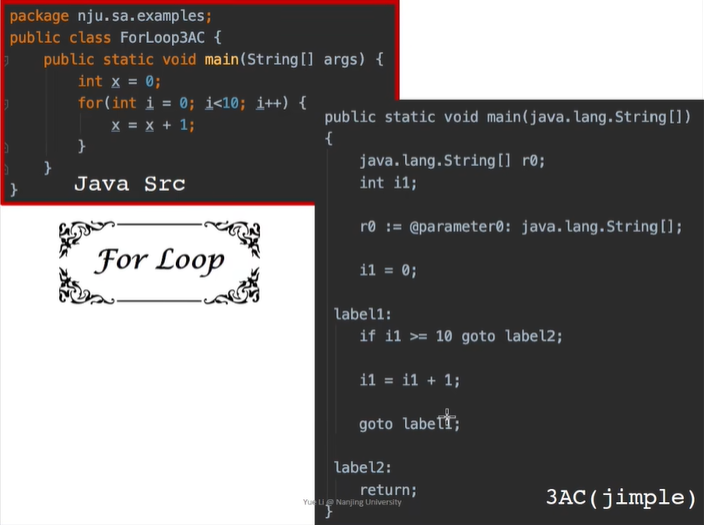 package nju.sa.examples;
public class ForLoop3AC {
public static void main(String[] args) {
int x = 0;
for(int i = 0; i<10; i++) {
x = x + 1;
}
}
}
Java Src
For Loop
public static void main(java.lang.String[])
{
java.lang.String[] r0;
int i1;
r0 := @parameter0: java.lang.String[];
i1 = 0;
label1:
if i1 >= 10 goto label2;
i1 = i1 + 1;
goto label1;
label2:
return;
}
3AC(jimple)
Yue Li @ Nanjing University